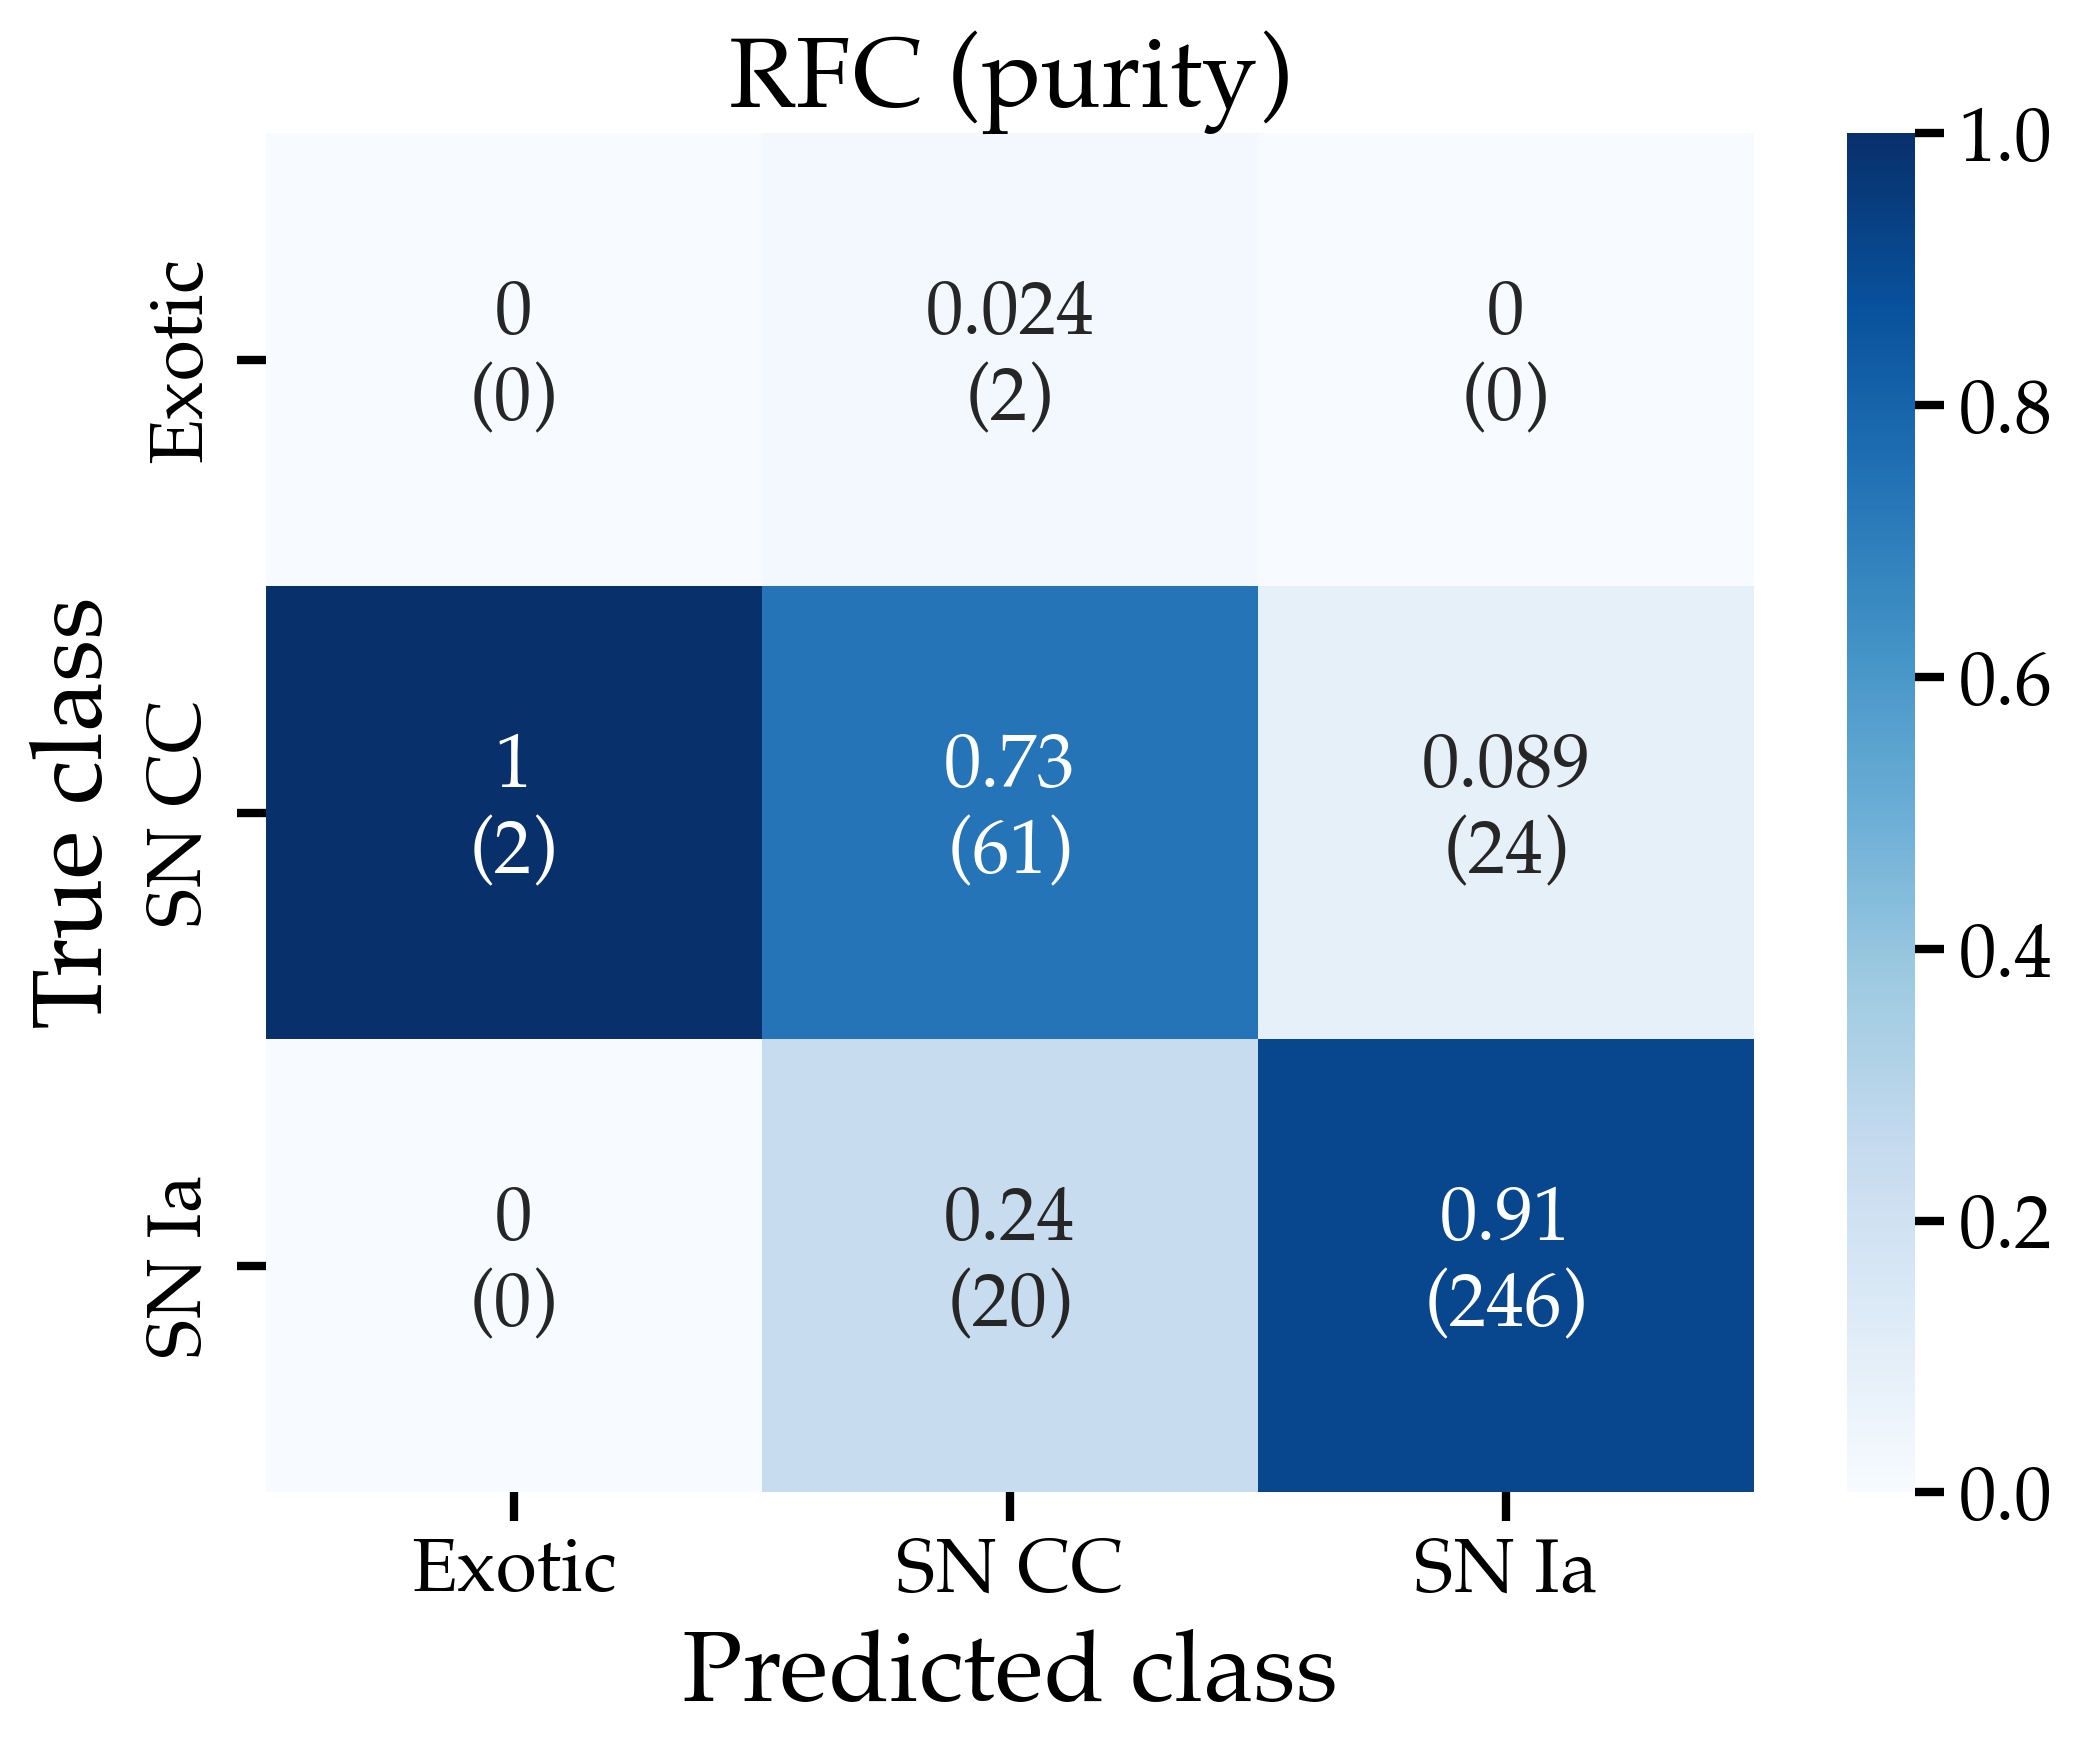 RFC (purity)
True class
Exotic
0
(0)
0.024
(2)
0
(0)
SN CC
1
(2)
0.73
(61)
0.089
(24)
SN Ia
0
(0)
0.24
(20)
0.91
(246)
Exotic
SN CC
SN Ia
Predicted class
1.0
0.8
0.6
0.4
0.2
0.0